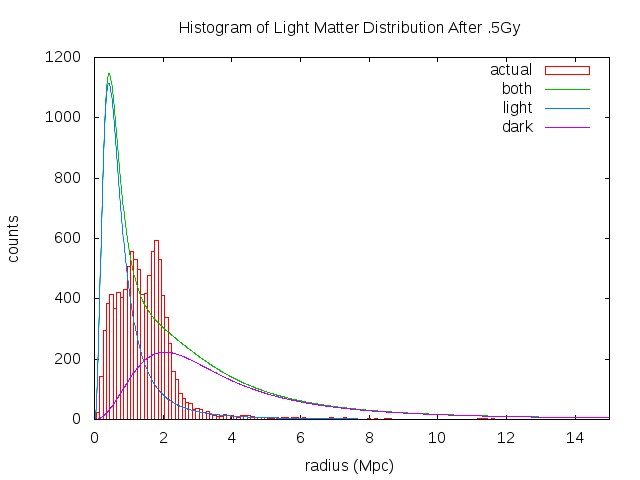 Histogram of Light Matter Distribution After .5Gy
1200
1000
800
600
400
200
0
counts
actual
both
light
dark
0 2 4 6 8 10 12 14
radius (Mpc)